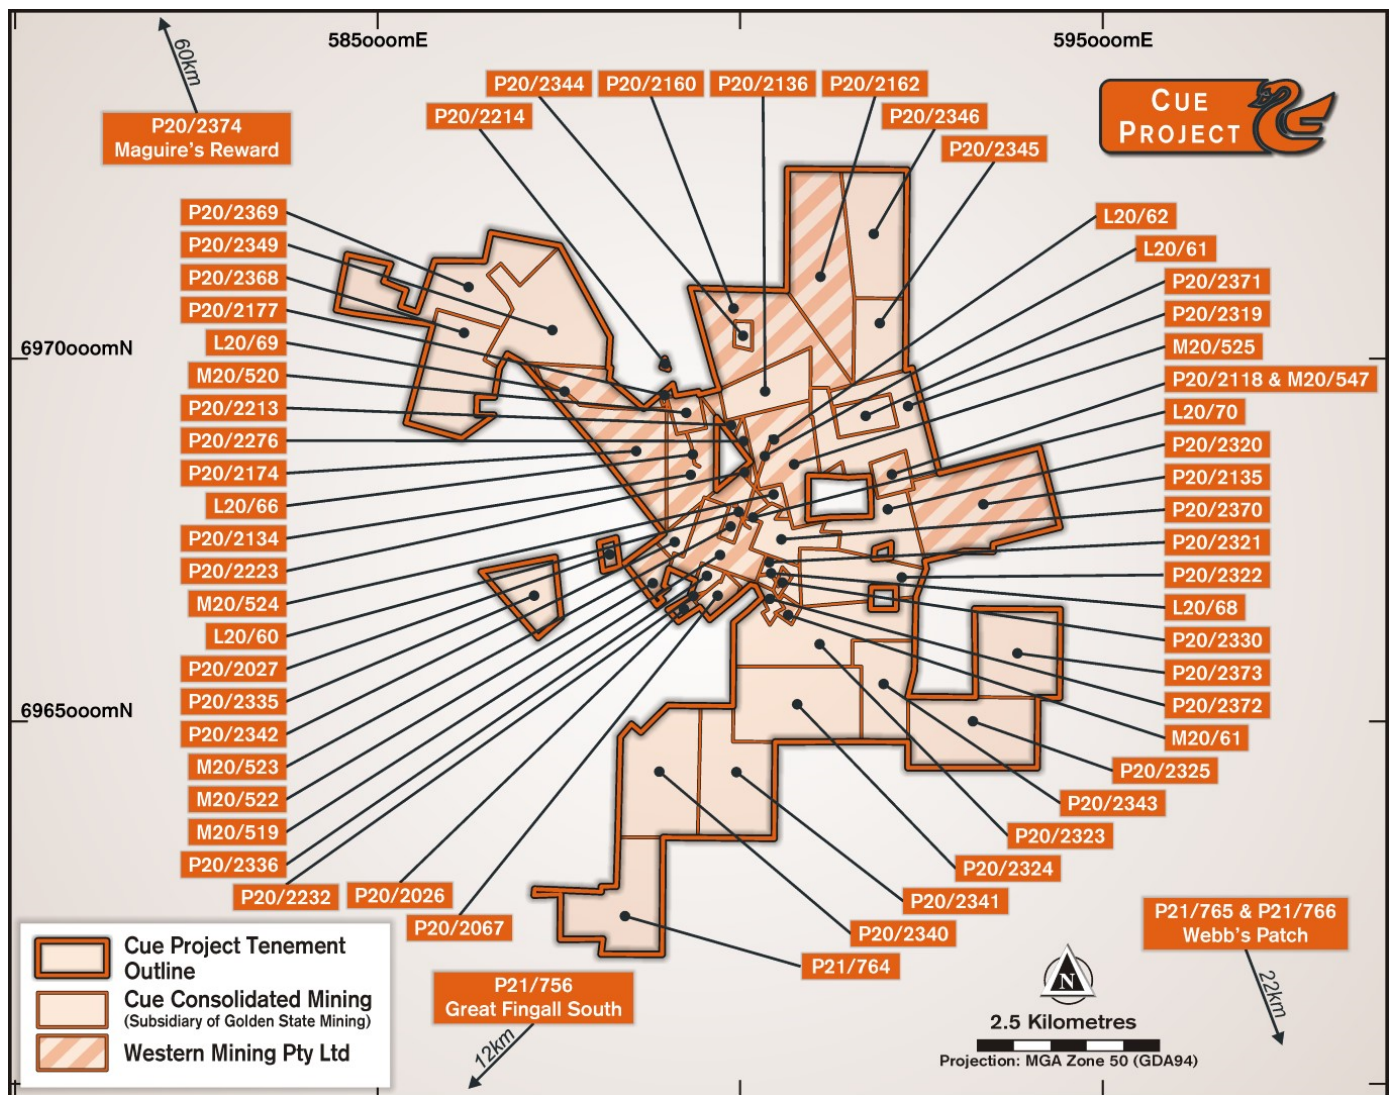 585000mE
595000mE
60km
P20/2374
Maguire's Reward
P20/2344
P20/2160
P20/2136
P20/2162
P20/2214
P20/2346
P20/2345
CUE
PROJECT
P20/2369
P20/2349
P20/2368
P20/2177
L20/69
M20/520
P20/2213
P20/2276
P20/2174
L20/66
P20/2134
P20/2223
M20/524
L20/60
P20/2027
P20/2335
P20/2342
M20/523
M20/522
M20/519
P20/2336
P20/2232
P20/2026
P20/2067
6970000mN
6965000mN
L20/62
L20/61
P20/2371
P20/2319
M20/525
P20/2118 & M20/547
L20/70
P20/2320
P20/2135
P20/2370
P20/2321
P20/2322
L20/68
P20/2330
P20/2373
P20/2372
M20/61
P20/2325
P20/2343
P20/2323
P20/2324
P20/2341
P20/2340
P21/764
P21/765 & P21/766
Webb's Patch
22km
P21/756
Great Fingall South
12km
Cue Project Tenement
Outline
Cue Consolidated Mining
(Subsidiary of Golden State Mining)
Western Mining Pty Ltd
N
2.5 Kilometres
Projection: MGA Zone 50 (GDA94)